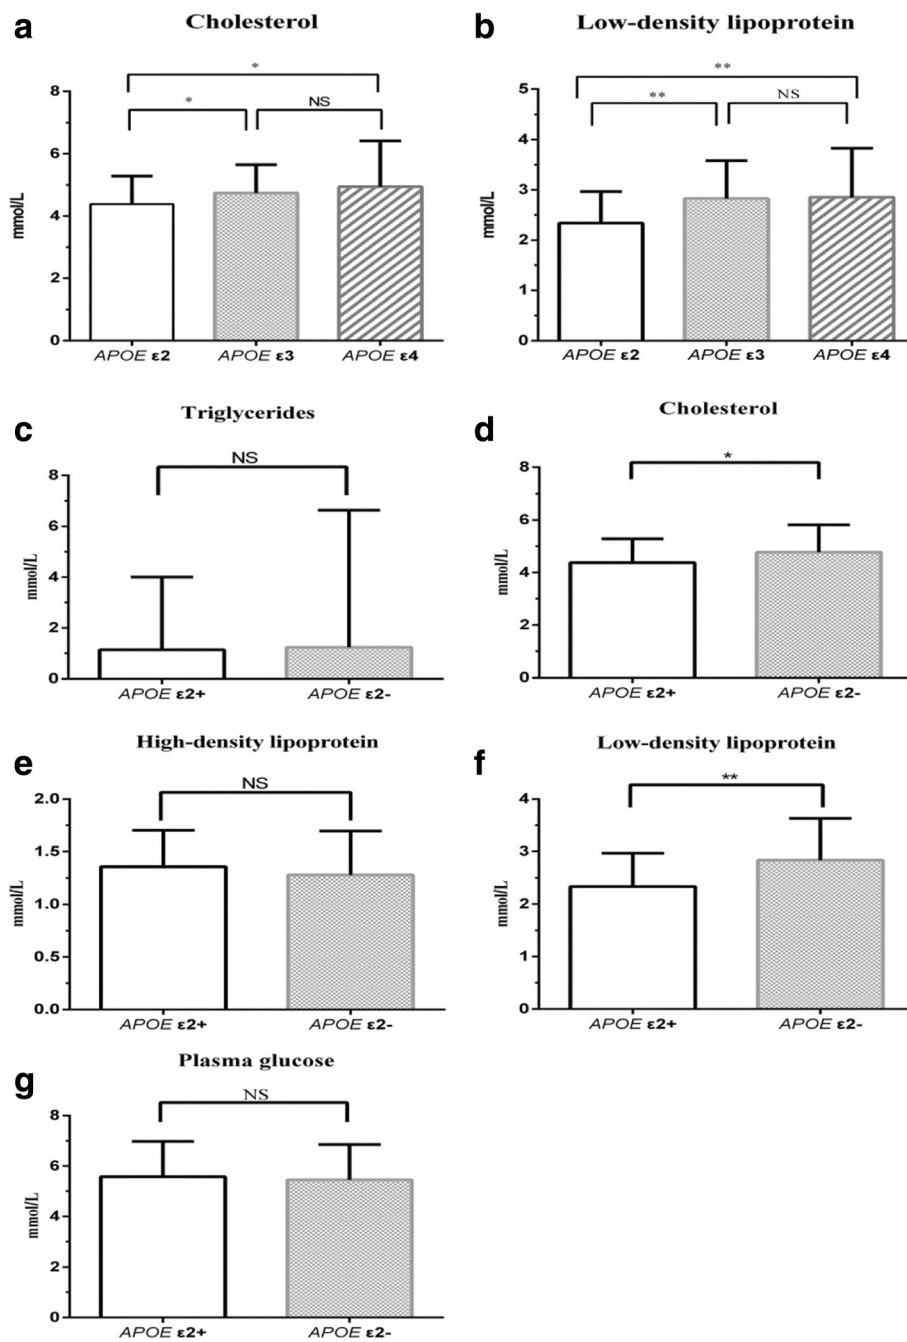 a
Cholesterol
*
*
NS
8
6
4
2
0
mmol/L
APOE ε2
APOE ε3
APOE ε4
b
Low-density lipoprotein
**
**
NS
5
4
3
2
1
0
mmol/L
APOE ε2
APOE ε3
APOE ε4
c
Triglycerides
NS
8
6
4
2
0
mmol/L
APOE ε2+
APOE ε2-
d
Cholesterol
*
8
6
4
2
0
mmol/L
APOE ε2+
APOE ε2-
e
High-density lipoprotein
NS
2.0
1.5
1.0
0.5
0.0
mmol/L
APOE ε2+
APOE ε2-
f
Low-density lipoprotein
**
4
3
2
1
0
mmol/L
APOE ε2+
APOE ε2-
g
Plasma glucose
NS
8
6
4
2
0
mmol/L
APOE ε2+
APOE ε2-